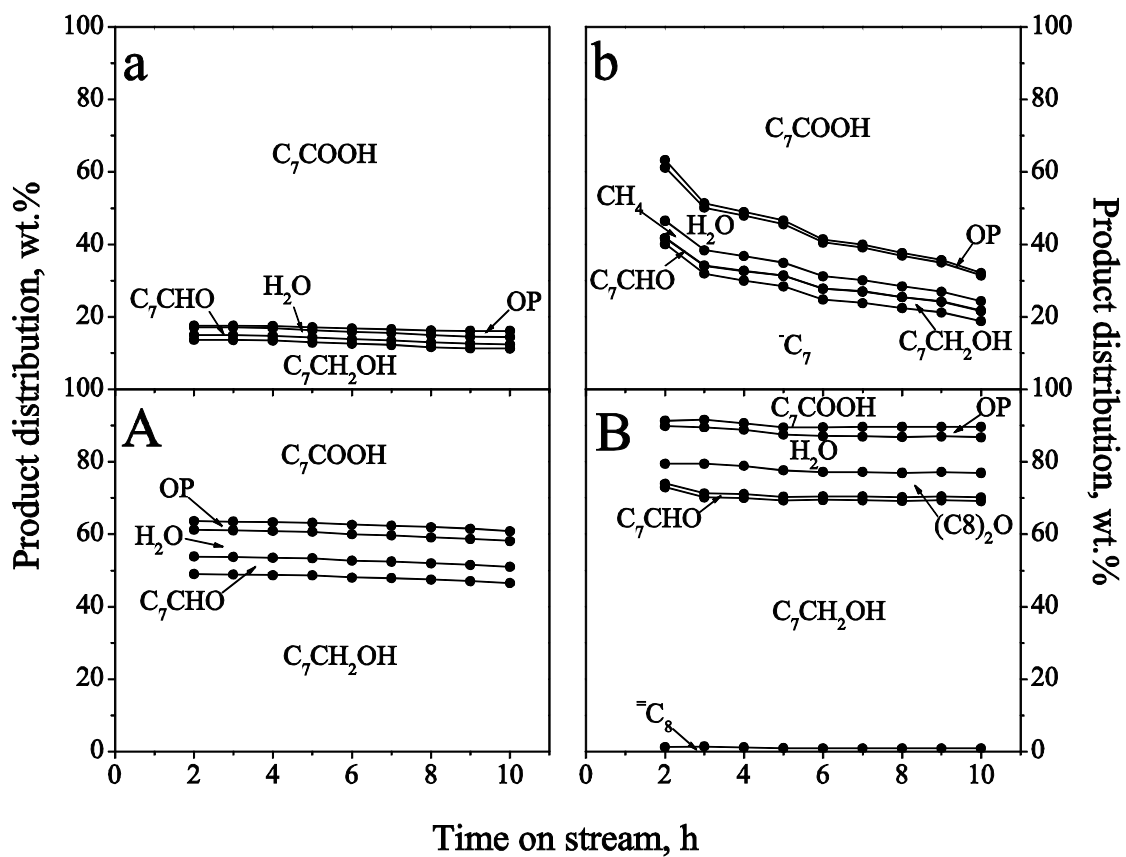 Product distribution, wt.%
Product distribution, wt.%
100
80
60
40
20
a
C₇COOH
C₇CHO
H₂O
OP
C₇CH₂OH
100
80
60
40
20
b
C₇COOH
CH₄
H₂O
OP
C₇CHO
C₇CH₂OH
⁻C₇
100
80
60
40
20
0
A
C₇COOH
OP
H₂O
C₇CHO
C₇CH₂OH
0 2 4 6 8 10
100
80
60
40
20
0
B
C₇COOH
OP
H₂O
C₇CHO
(C8)₂O
C₇CH₂OH
⁼C₈
0 2 4 6 8 10
Time on stream, h